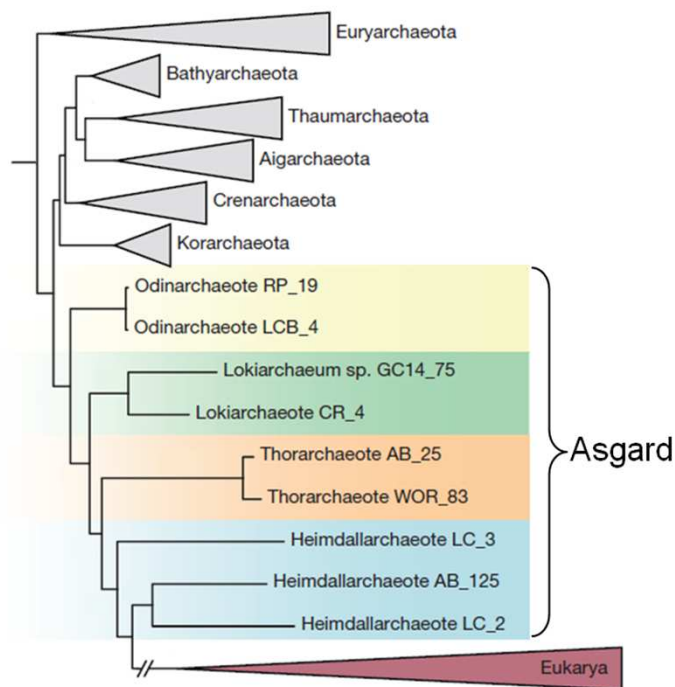 Euryarchaeota
Bathyarchaeota
Thaumarchaeota
Aigarchaeota
Crenarchaeota
Korarchaeota
Odinarchaeote RP_19
Odinarchaeote LCB_4
Lokiarchaeum sp. GC14_75
Lokiarchaeote CR_4
Asgard
Thorarchaeote AB_25
Thorarchaeote WOR_83
Heimdallarchaeote LC_3
Heimdallarchaeote AB_125
Heimdallarchaeote LC_2
Eukarya